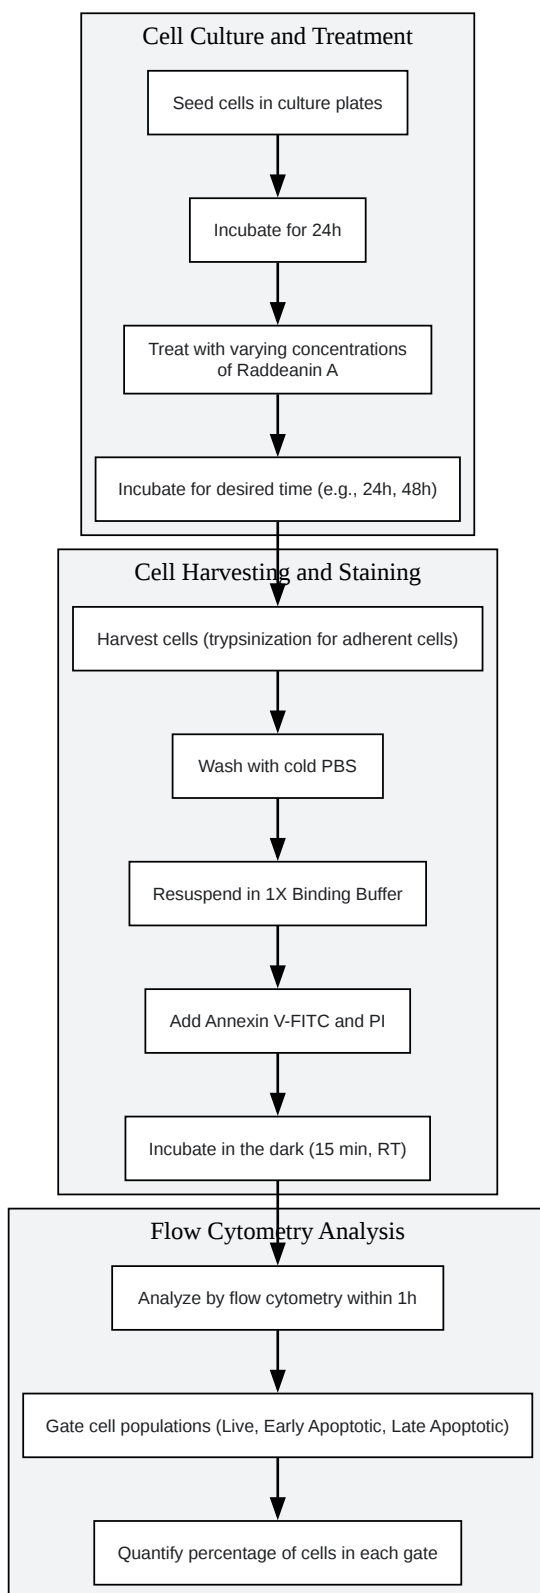 Cell Culture and Treatment
Seed cells in culture plates
Incubate for 24h
Treat with varying concentrations
of Raddeanin A
Incubate for desired time (e.g., 24h, 48h)
Cell Harvesting and Staining
Harvest cells (trypsinization for adherent cells)
Wash with cold PBS
Resuspend in 1X Binding Buffer
Add Annexin V-FITC and PI
Incubate in the dark (15 min, RT)
Flow Cytometry Analysis
Analyze by flow cytometry within 1h
Gate cell populations (Live, Early Apoptotic, Late Apoptotic)
Quantify percentage of cells in each gate